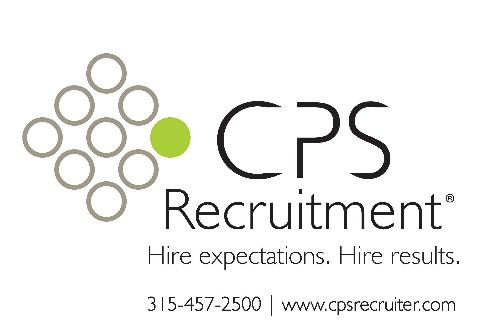 CPS
Recruitment®
Hire expectations. Hire results.
315-457-2500 | www.cpsrecruiter.com